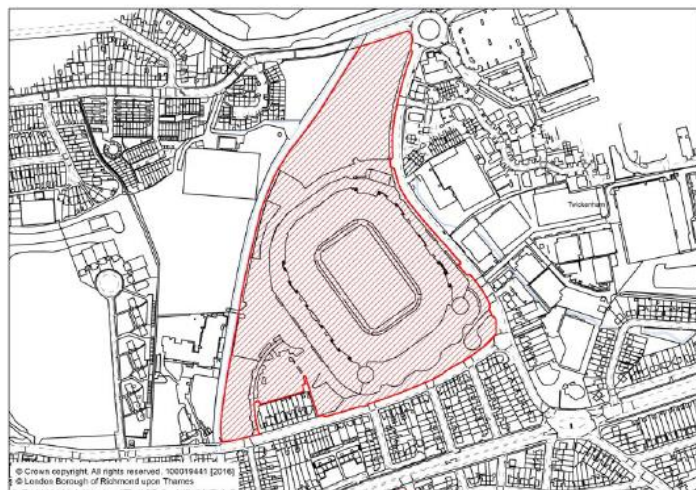 Twickenham
© Crown copyright. All rights reserved. 100019441 [2016]
© London Borough of Richmond upon Thames